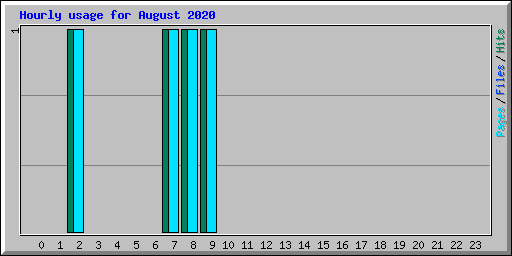 Hourly usage for August 2020
1
Pages/Files/Hits
0 1 2 3 4 5 6 7 8 9 10 11 12 13 14 15 16 17 18 19 20 21 22 23